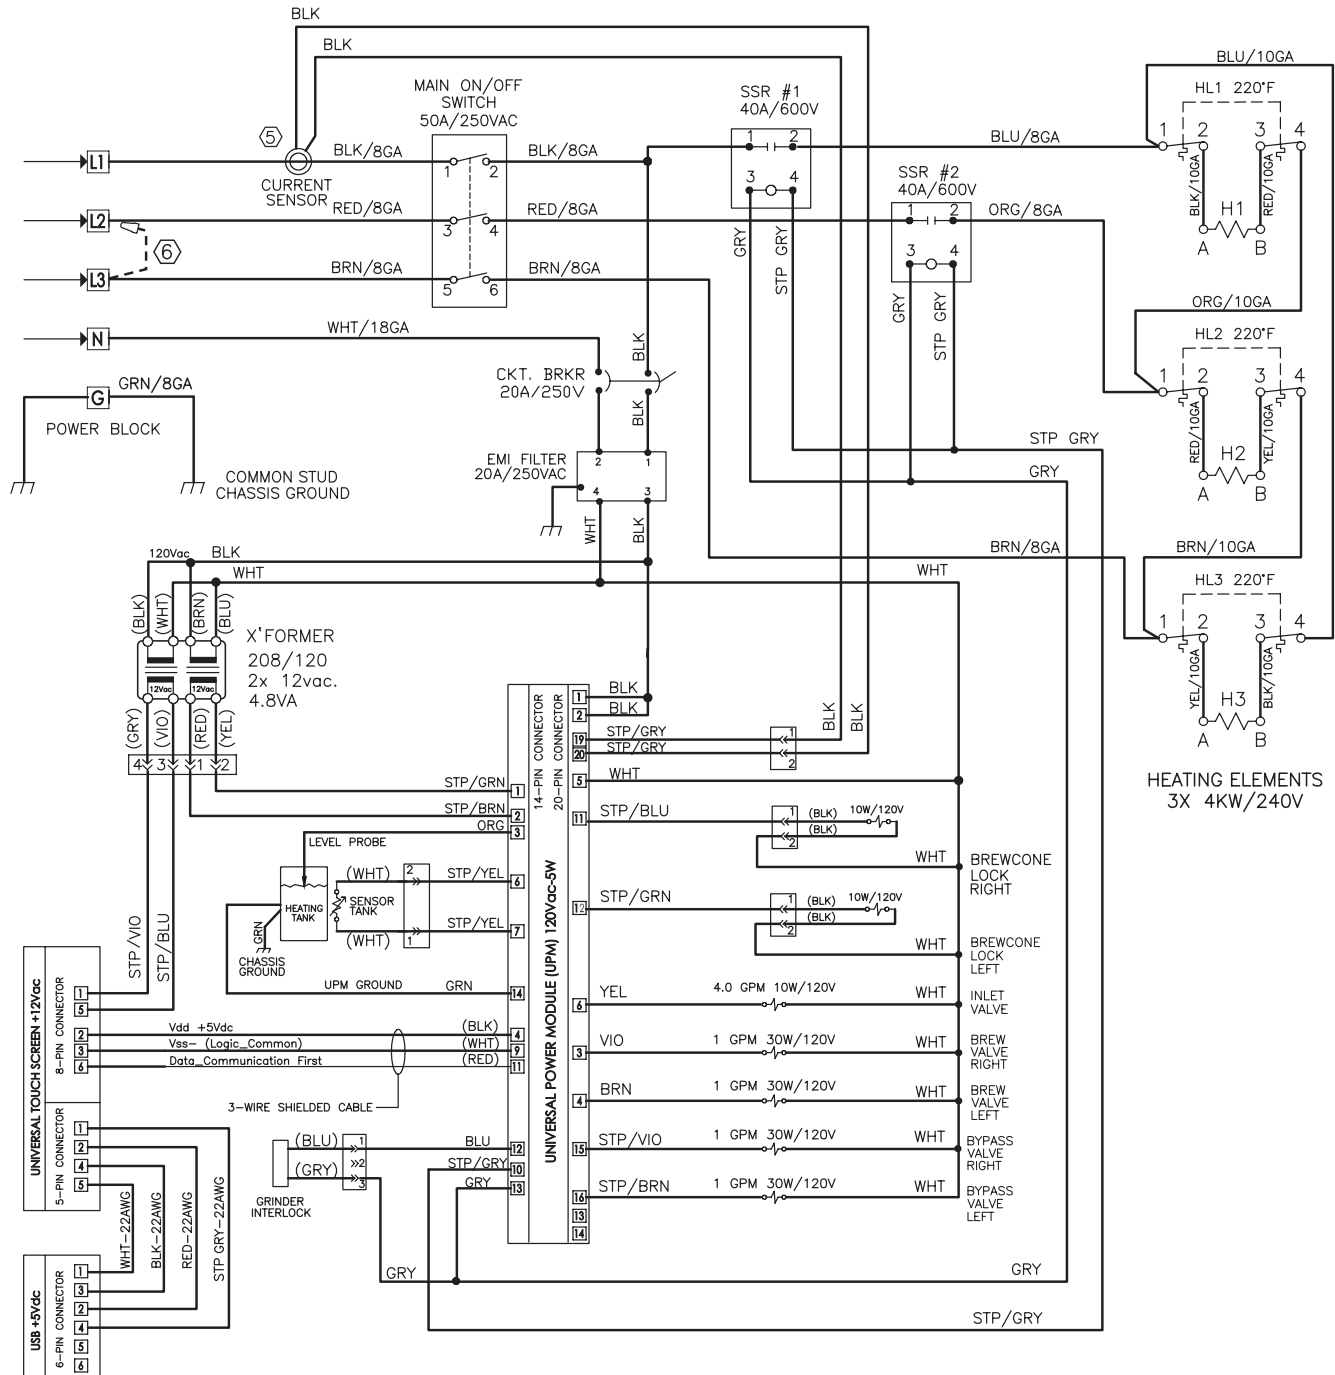 BLK
BLK
MAIN ON/OFF
SWITCH
50A/250VAC
5
CURRENT
SENSOR
L1
BLK/8GA
1
2
BLK/8GA
L2
RED/8GA
3
4
RED/8GA
6
L3
BRN/8GA
5
6
BRN/8GA
N
WHT/18GA
G
GRN/8GA
POWER BLOCK
COMMON STUD
CHASSIS GROUND
SSR #1
40A/600V
1
2
3
4
GRY
STP GRY
BLU/8GA
SSR #2
40A/600V
1
2
3
4
GRY
STP GRY
ORG/8GA
BLU/10GA
HL1 220°F
1
2
3
4
BLK/10GA
RED/10GA
H1
A
B
ORG/10GA
HL2 220°F
1
2
3
4
RED/10GA
YEL/10GA
H2
A
B
BRN/8GA
BRN/10GA
HL3 220°F
1
2
3
4
YEL/10GA
BLK/10GA
H3
A
B
HEATING ELEMENTS
3X 4KW/240V
BLK
CKT. BRKR
20A/250V
BLK
EMI FILTER
20A/250VAC
2
1
4
3
WHT
BLK
STP GRY
GRY
120Vac
BLK
WHT
WHT
(BLK)
(WHT)
(BRN)
(BLU)
X'FORMER
208/120
2x 12vac.
4.8VA
12Vac
12Vac
(GRY)
(VIO)
(RED)
(YEL)
4
3
1
2
14-PIN CONNECTOR
20-PIN CONNECTOR
UNIVERSAL POWER MODULE (UPM) 120Vac-5W
STP/GRN
1
STP/BRN
2
ORG
3
LEVEL PROBE
HEATING
TANK
SENSOR
TANK
(WHT)
2
STP/YEL
6
(WHT)
1
STP/YEL
7
GRN
CHASSIS
GROUND
UPM GROUND
GRN
14
STP/VIO
STP/BLU
UNIVERSAL TOUCH SCREEN +12Vac
8-PIN CONNECTOR
1
5
2
3
6
Vdd +5Vdc
(BLK)
4
Vss- (Logic_Common)
(WHT)
9
Data_Communication First
(RED)
11
3-WIRE SHIELDED CABLE
5-PIN CONNECTOR
1
2
4
5
WHT-22AWG
BLK-22AWG
RED-22AWG
STP GRY-22AWG
USB +5Vdc
6-PIN CONNECTOR
1
3
2
4
5
6
GRINDER
INTERLOCK
(BLU)
1
2
(GRY)
3
BLU
12
STP/GRY
10
GRY
13
GRY
GRY
STP/GRY
1
BLK
2
BLK
19
STP/GRY
20
STP/GRY
1
2
BLK
BLK
5
WHT
11
STP/BLU
1
2
(BLK)
(BLK)
10W/120V
WHT
BREWCONE
LOCK
RIGHT
12
STP/GRN
1
2
(BLK)
(BLK)
10W/120V
WHT
BREWCONE
LOCK
LEFT
6
YEL
4.0 GPM 10W/120V
WHT
INLET
VALVE
3
VIO
1 GPM 30W/120V
WHT
BREW
VALVE
RIGHT
4
BRN
1 GPM 30W/120V
WHT
BREW
VALVE
LEFT
15
STP/VIO
1 GPM 30W/120V
WHT
BYPASS
VALVE
RIGHT
16
STP/BRN
1 GPM 30W/120V
WHT
BYPASS
VALVE
LEFT
13
14